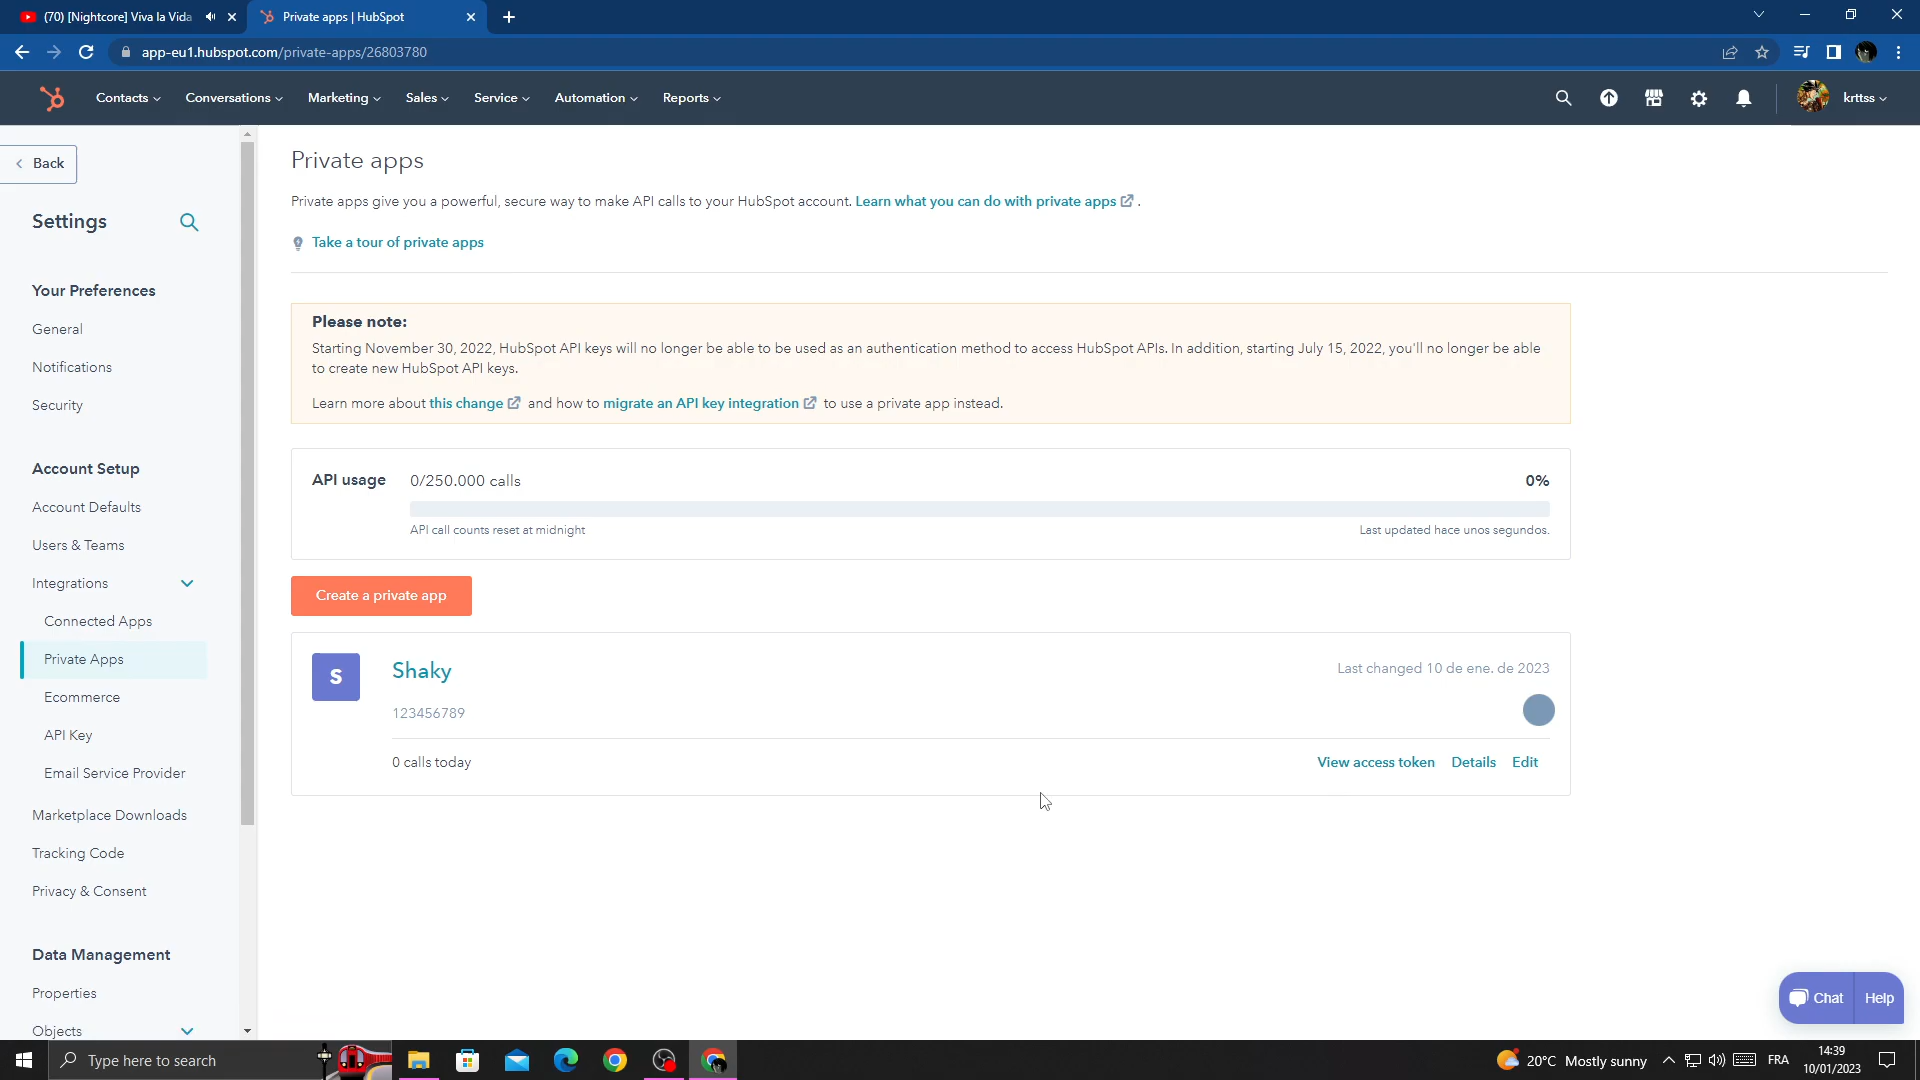 (70) [Nightcore] Viva la Vida
Private apps | HubSpot
app-eu1.hubspot.com/private-apps/26803780
Contacts
Conversations
Marketing
Sales
Service
Automation
Reports
krttss
Back
Settings
Your Preferences
General
Notifications
Security
Account Setup
Account Defaults
Users & Teams
Integrations
Connected Apps
Private Apps
Ecommerce
API Key
Email Service Provider
Marketplace Downloads
Tracking Code
Privacy & Consent
Data Management
Properties
Objects
Private apps
Private apps give you a powerful, secure way to make API calls to your HubSpot account. Learn what you can do with private apps .
Take a tour of private apps
Please note:
Starting November 30, 2022, HubSpot API keys will no longer be able to be used as an authentication method to access HubSpot APIs. In addition, starting July 15, 2022, you'll no longer be able
to create new HubSpot API keys.
Learn more about this change and how to migrate an API key integration to use a private app instead.
API usage 0/250.000 calls 0%
API call counts reset at midnight Last updated hace unos segundos.
Create a private app
S
Shaky
Last changed 10 de ene. de 2023
123456789
0 calls today
View access token Details Edit
Chat Help
Type here to search
20°C Mostly sunny
FRA
14:39
10/01/2023